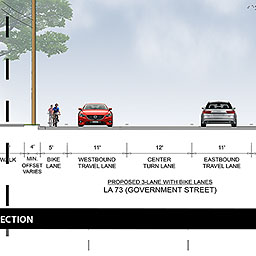 4' 5' 11' 12' 11'
WALK MIN. OFFSET VARIES BIKE LANE WESTBOUND TRAVEL LANE CENTER TURN LANE EASTBOUND TRAVEL LANE
PROPOSED 3-LANE WITH BIKE LANES
LA 73 (GOVERNMENT STREET)
ECTION